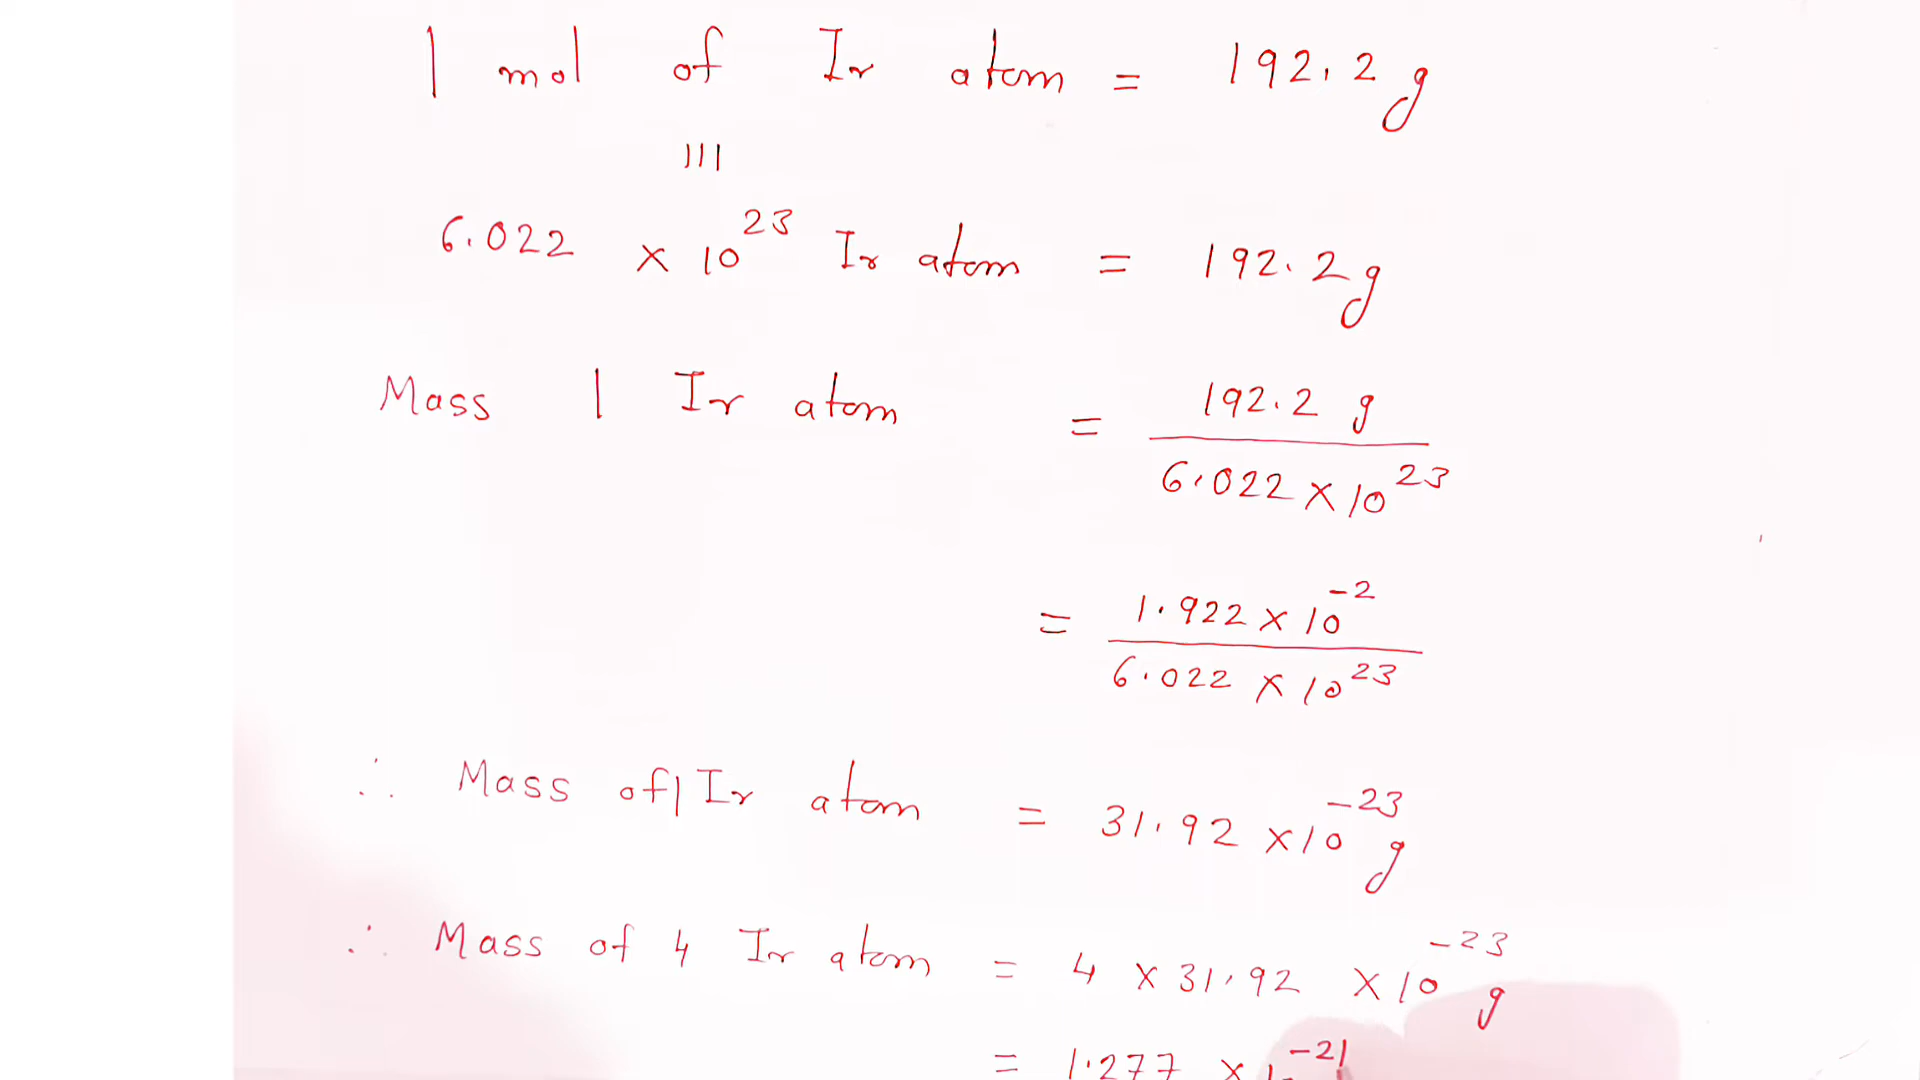 1 mol of Ir atom = 192.2 g
|||
6.022 × 10^23 Ir atom = 192.2 g
Mass 1 Ir atom = 192.2 g / 6.022 × 10^23
= 1.922 × 10^-2 / 6.022 × 10^23
∴ Mass of 1 Ir atom = 31.92 × 10^-23 g
∴ Mass of 4 Ir atom = 4 × 31.92 × 10^-23 g
= 1.277 × 10^-21